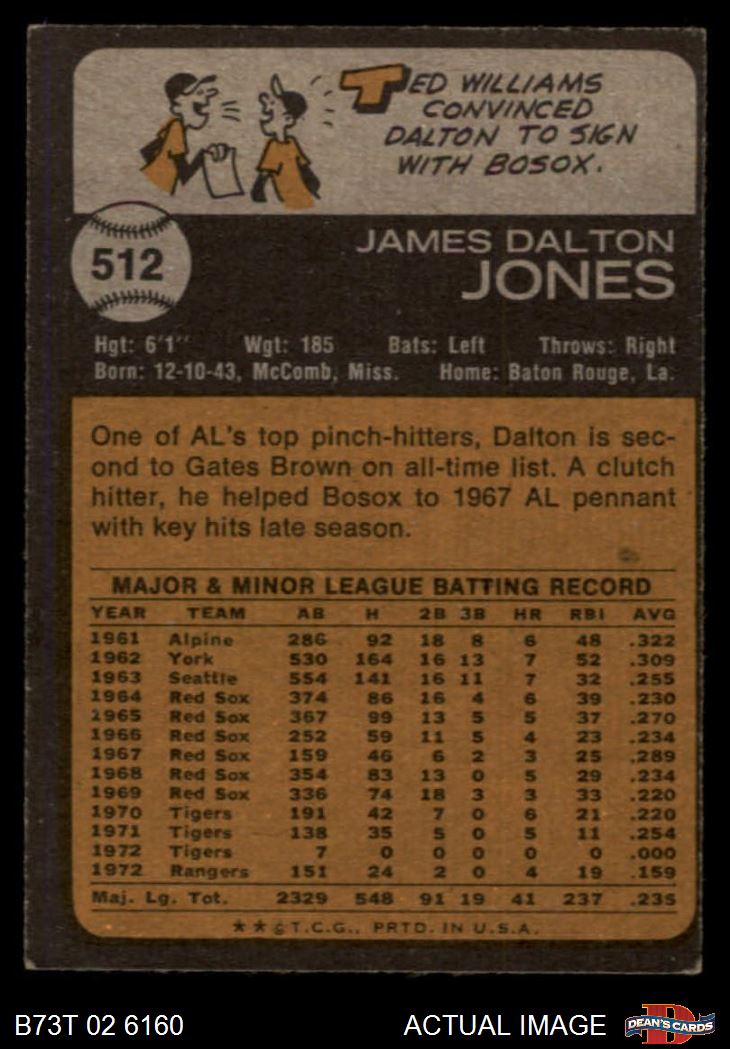 TED WILLIAMS
CONVINCED
DALTON TO SIGN
WITH BOSOX.
512
JAMES DALTON
JONES
Hgt: 6'1" Wgt: 185 Bats: Left Throws: Right
Born: 12-10-43, McComb, Miss. Home: Baton Rouge, La.
One of AL's top pinch-hitters, Dalton is sec-
ond to Gates Brown on all-time list. A clutch
hitter, he helped Bosox to 1967 AL pennant
with key hits late season.
MAJOR & MINOR LEAGUE BATTING RECORD
YEAR TEAM AB H 2B 3B HR RBI AVG
1961 Alpine 286 92 18 8 6 48 .322
1962 York 530 164 16 13 7 52 .309
1963 Seattle 554 141 16 11 7 32 .255
1964 Red Sox 374 86 16 4 6 39 .230
1965 Red Sox 367 99 13 5 5 37 .270
1966 Red Sox 252 59 11 5 4 23 .234
1967 Red Sox 159 46 6 2 3 25 .289
1968 Red Sox 354 83 13 0 5 29 .234
1969 Red Sox 336 74 18 3 3 33 .220
1970 Tigers 191 42 7 0 6 21 .220
1971 Tigers 138 35 5 0 5 11 .254
1972 Tigers 7 0 0 0 0 0 .000
1972 Rangers 151 24 2 0 4 19 .159
Maj. Lg. Tot. 2329 548 91 19 41 237 .235
**© T.C.G., PRTD. IN U.S.A.
B73T 02 6160 ACTUAL IMAGE DEAN'S CARDS